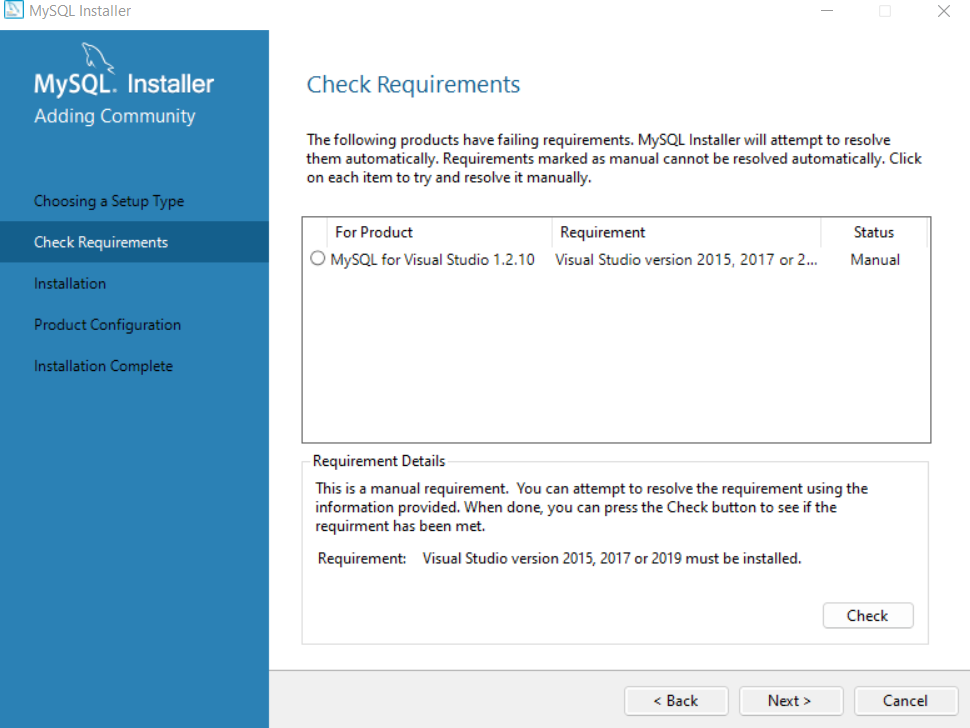 MySQL Installer
MySQL. Installer
Adding Community
Choosing a Setup Type
Check Requirements
Installation
Product Configuration
Installation Complete
Check Requirements
The following products have failing requirements. MySQL Installer will attempt to resolve
them automatically. Requirements marked as manual cannot be resolved automatically. Click
on each item to try and resolve it manually.
For Product Requirement Status
MySQL for Visual Studio 1.2.10 Visual Studio version 2015, 2017 or 2... Manual
Requirement Details
This is a manual requirement. You can attempt to resolve the requirement using the
information provided. When done, you can press the Check button to see if the
requirment has been met.
Requirement: Visual Studio version 2015, 2017 or 2019 must be installed.
Check
< Back Next > Cancel